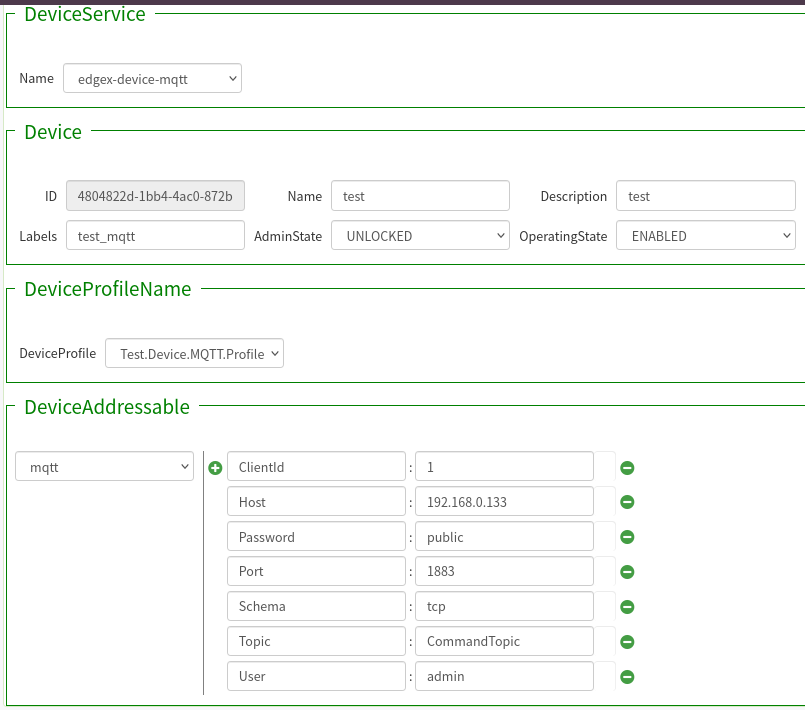 DeviceService
Name edgex-device-mqtt
Device
ID 4804822d-1bb4-4ac0-872b Name test Description test
Labels test_mqtt AdminState UNLOCKED OperatingState ENABLED
DeviceProfileName
DeviceProfile Test.Device.MQTT.Profile
DeviceAddressable
mqtt ClientId : 1
Host : 192.168.0.133
Password : public
Port : 1883
Schema : tcp
Topic : CommandTopic
User : admin